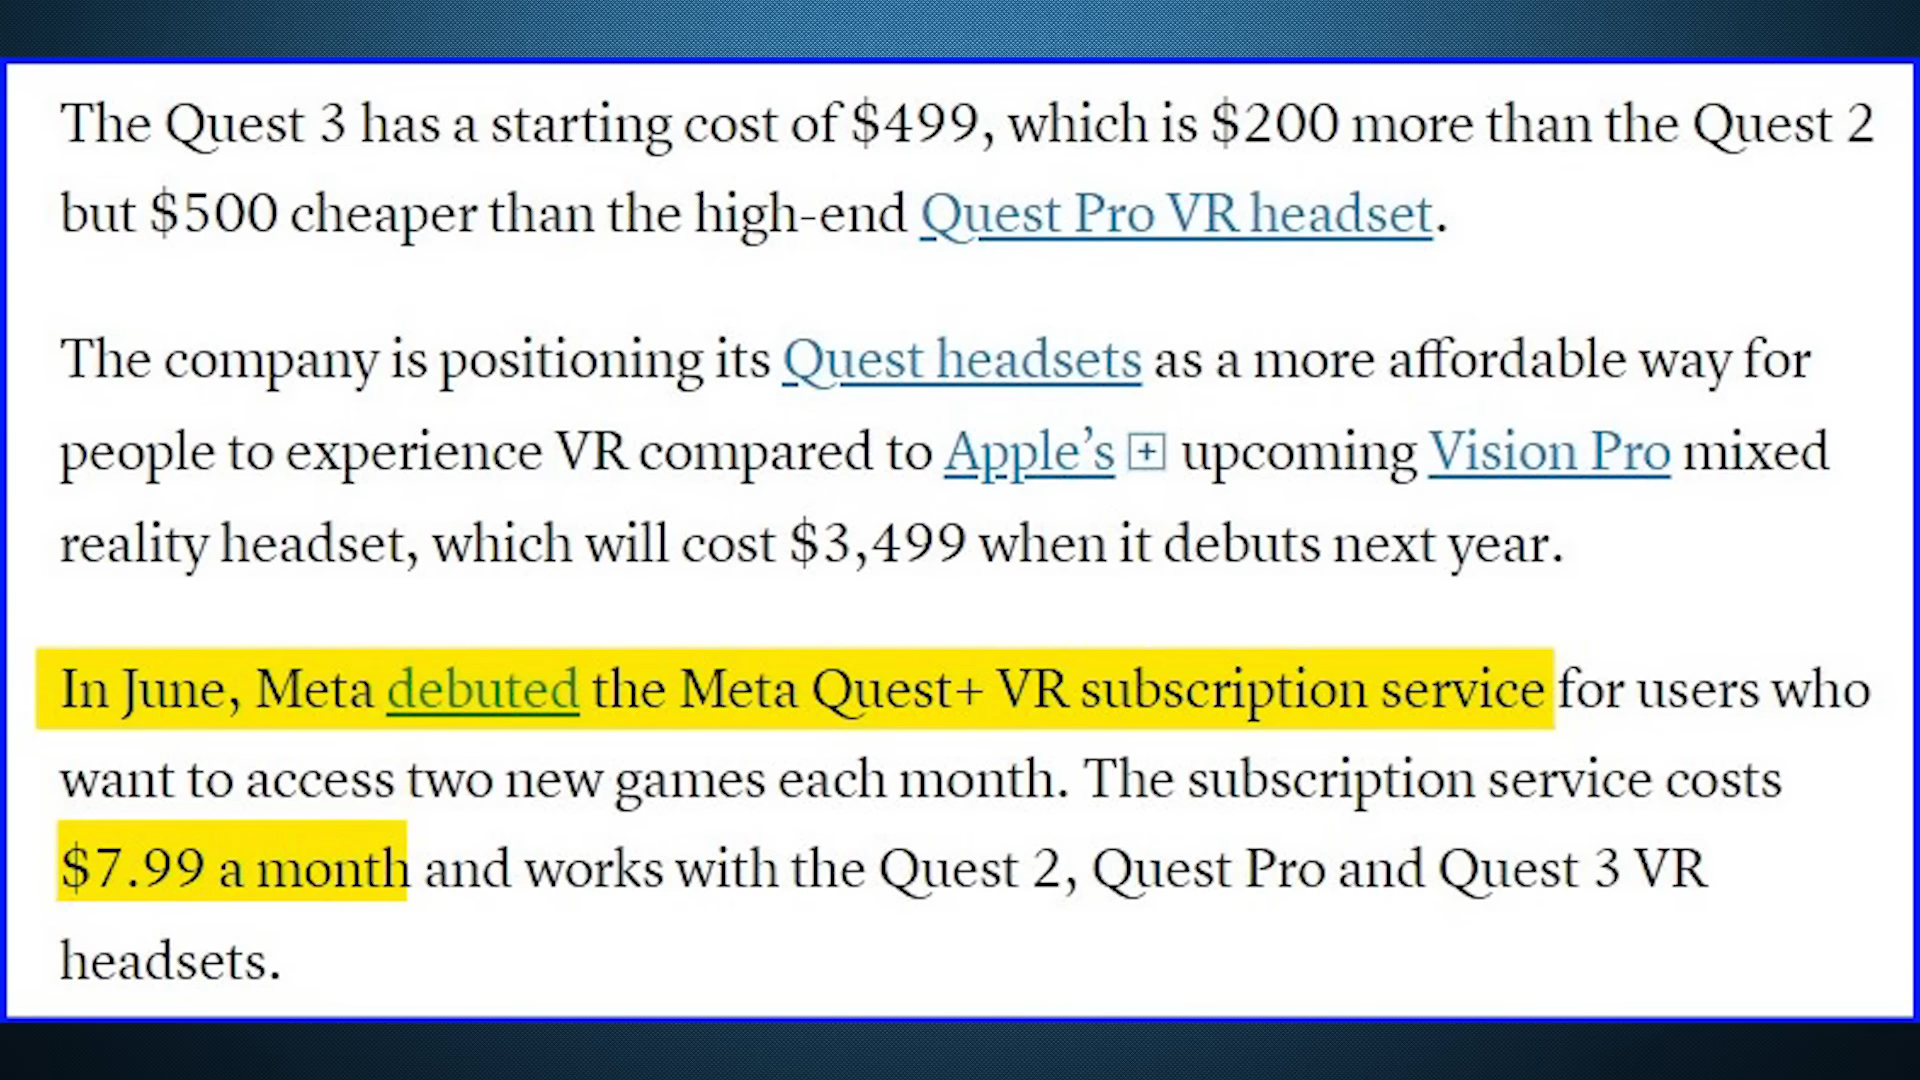 The Quest 3 has a starting cost of $499, which is $200 more than the Quest 2
but $500 cheaper than the high-end Quest Pro VR headset.
The company is positioning its Quest headsets as a more affordable way for
people to experience VR compared to Apple’s + upcoming Vision Pro mixed
reality headset, which will cost $3,499 when it debuts next year.
In June, Meta debuted the Meta Quest+ VR subscription service for users who
want to access two new games each month. The subscription service costs
$7.99 a month and works with the Quest 2, Quest Pro and Quest 3 VR
headsets.